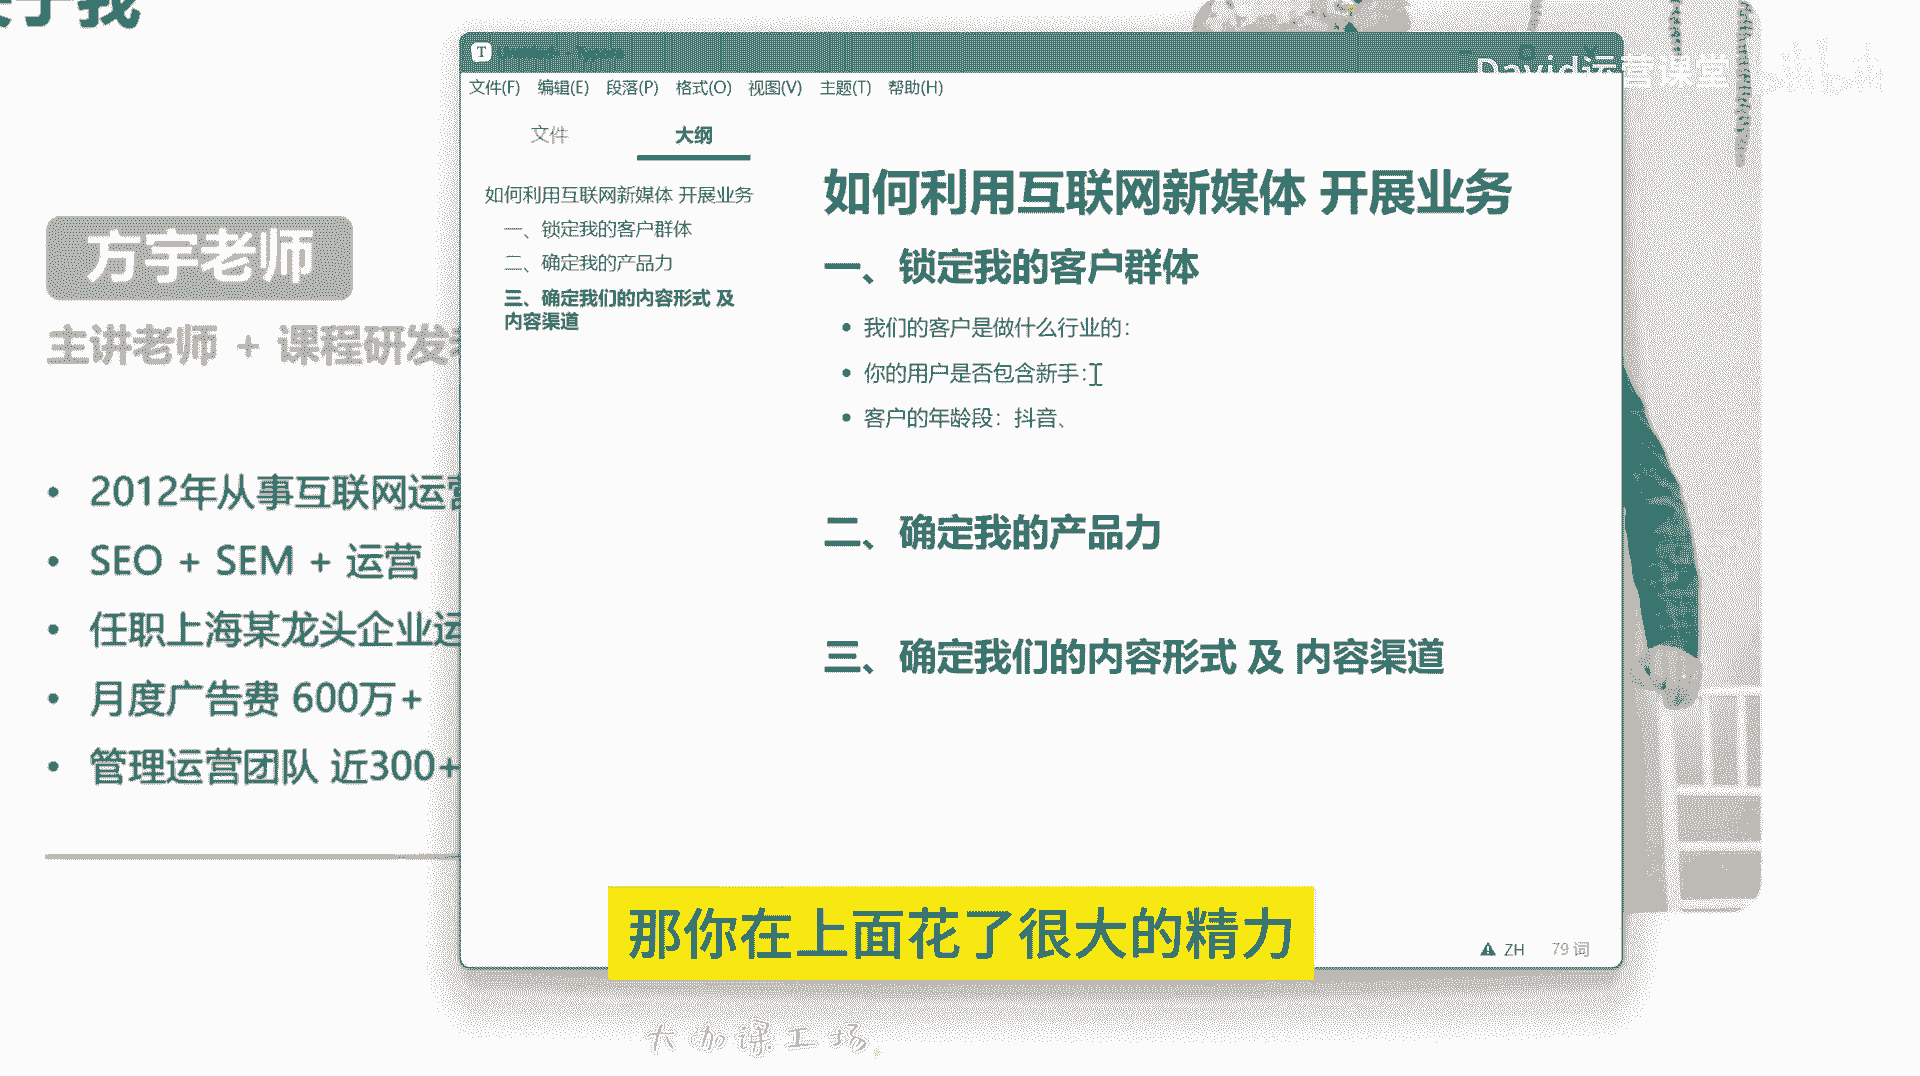 关于我
David运营课堂
bilibili
方宇老师
主讲老师 + 课程研发者
2012年从事互联网运营
SEO + SEM + 运营
任职上海某龙头企业运
月度广告费 600万+
管理运营团队 近300+
T
文件(F) 编辑(E) 段落(P) 格式(O) 视图(V) 主题(T) 帮助(H)
文件 大纲
如何利用互联网新媒体 开展业务
一、锁定我的客户群体
二、确定我的产品力
三、确定我们的内容形式 及
内容渠道
如何利用互联网新媒体 开展业务
一、锁定我的客户群体
我们的客户是做什么行业的：
你的用户是否包含新手：
客户的年龄段：抖音、
二、确定我的产品力
三、确定我们的内容形式 及 内容渠道
ZH 79 词
那你在上面花了很大的精力
大咖课工场